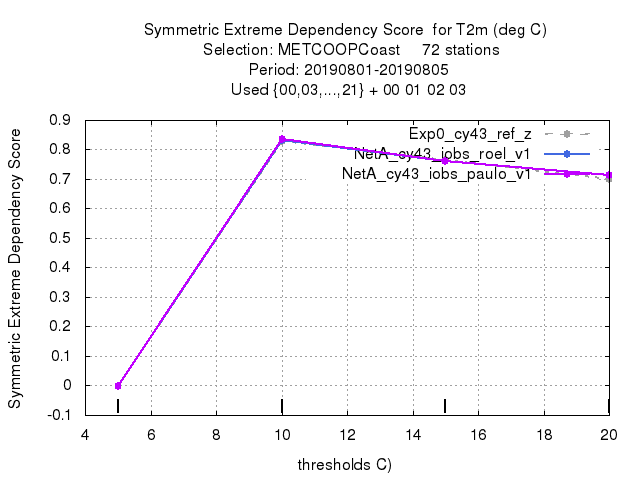 Symmetric Extreme Dependency Score  for T2m (deg C)
Selection: METCOOPCoast     72 stations
Period: 20190801-20190805
Used {00,03,...,21} + 00 01 02 03
Symmetric Extreme Dependency Score
0.9
0.8
0.7
0.6
0.5
0.4
0.3
0.2
0.1
0
-0.1
Exp0_cy43_ref_z
NetA_cy43_iobs_roel_v1
NetA_cy43_iobs_paulo_v1
4 6 8 10 12 14 16 18 20
thresholds C)